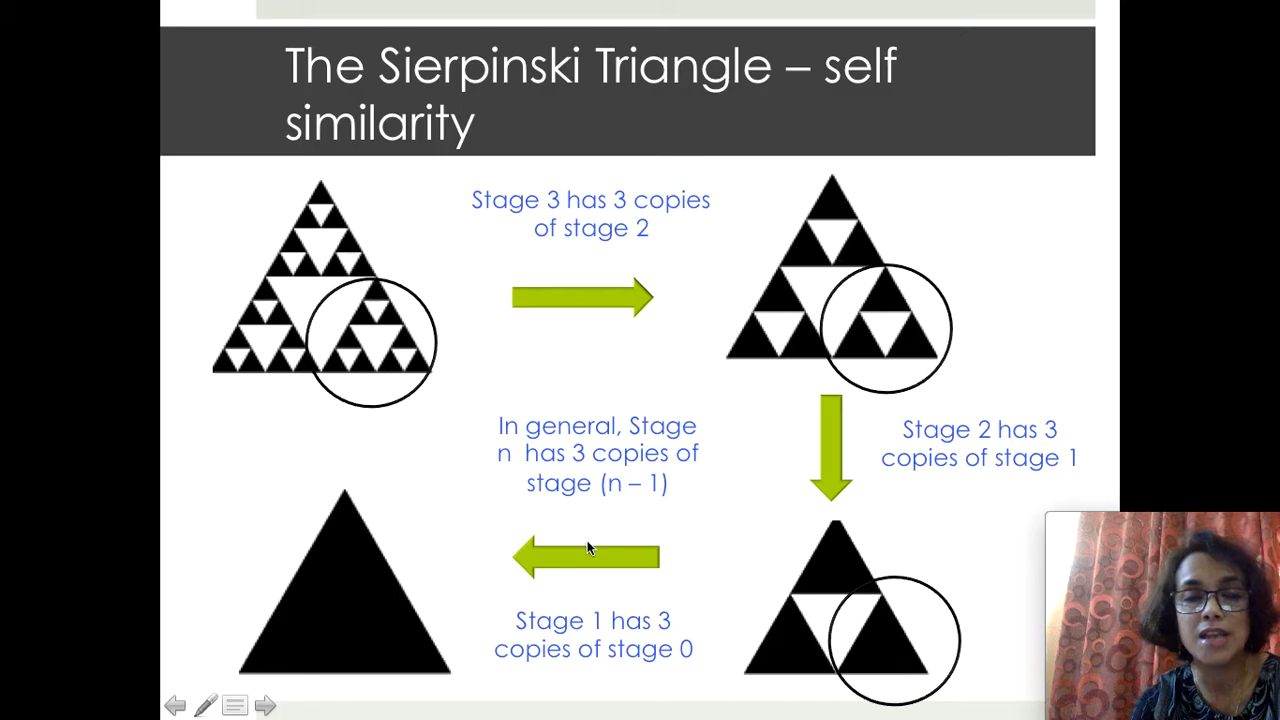 The Sierpinski Triangle – self
similarity
Stage 3 has 3 copies
of stage 2
In general, Stage
n has 3 copies of
stage (n – 1)
Stage 2 has 3
copies of stage 1
Stage 1 has 3
copies of stage 0